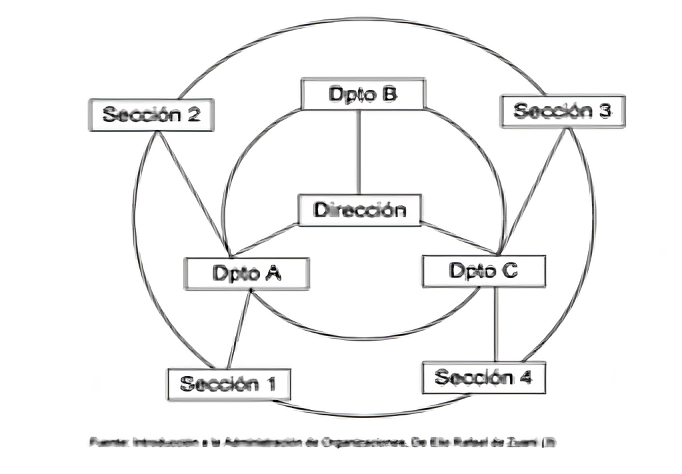 Dpto B
Sección 2
Sección 3
Dirección
Dpto A
Dpto C
Sección 1
Sección 4
Fuente: Introducción a la Administración de Organizaciones, De Elio Rafael de Zuani (3)